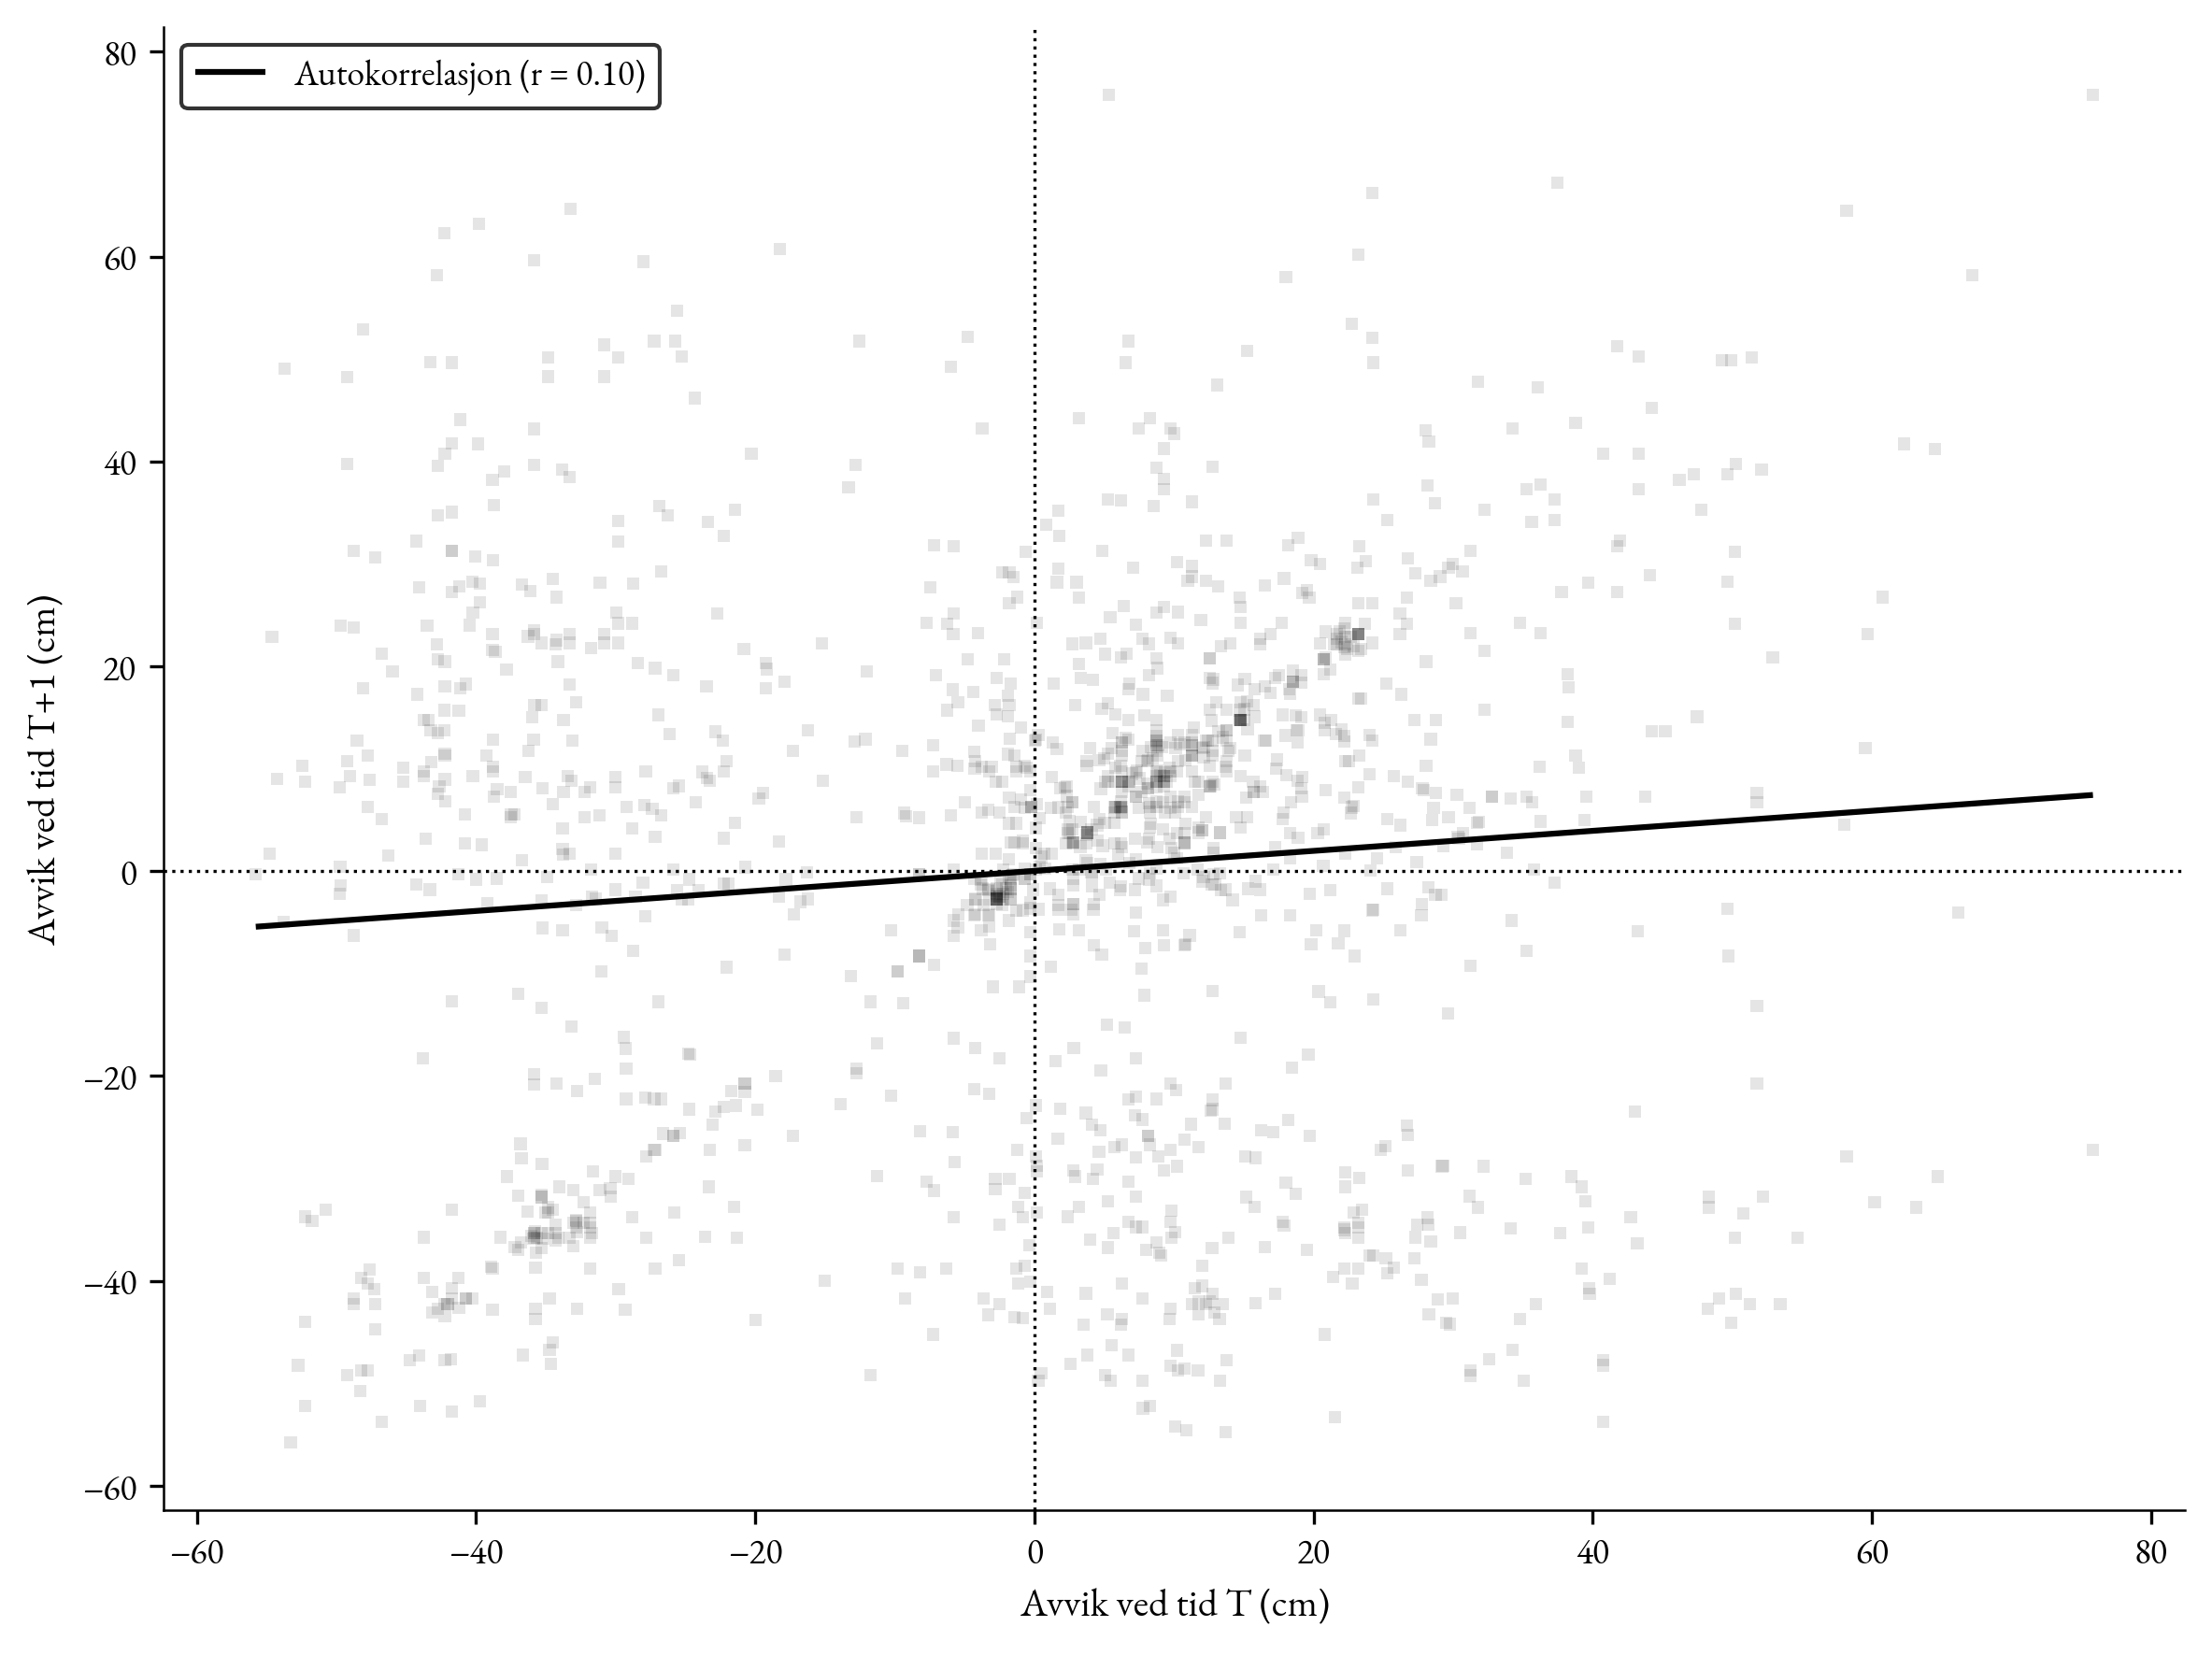 Autokorrelasjon (r = 0.10)
80
60
40
20
0
−20
−40
−60
Avvik ved tid T+1 (cm)
−60 −40 −20 0 20 40 60 80
Avvik ved tid T (cm)